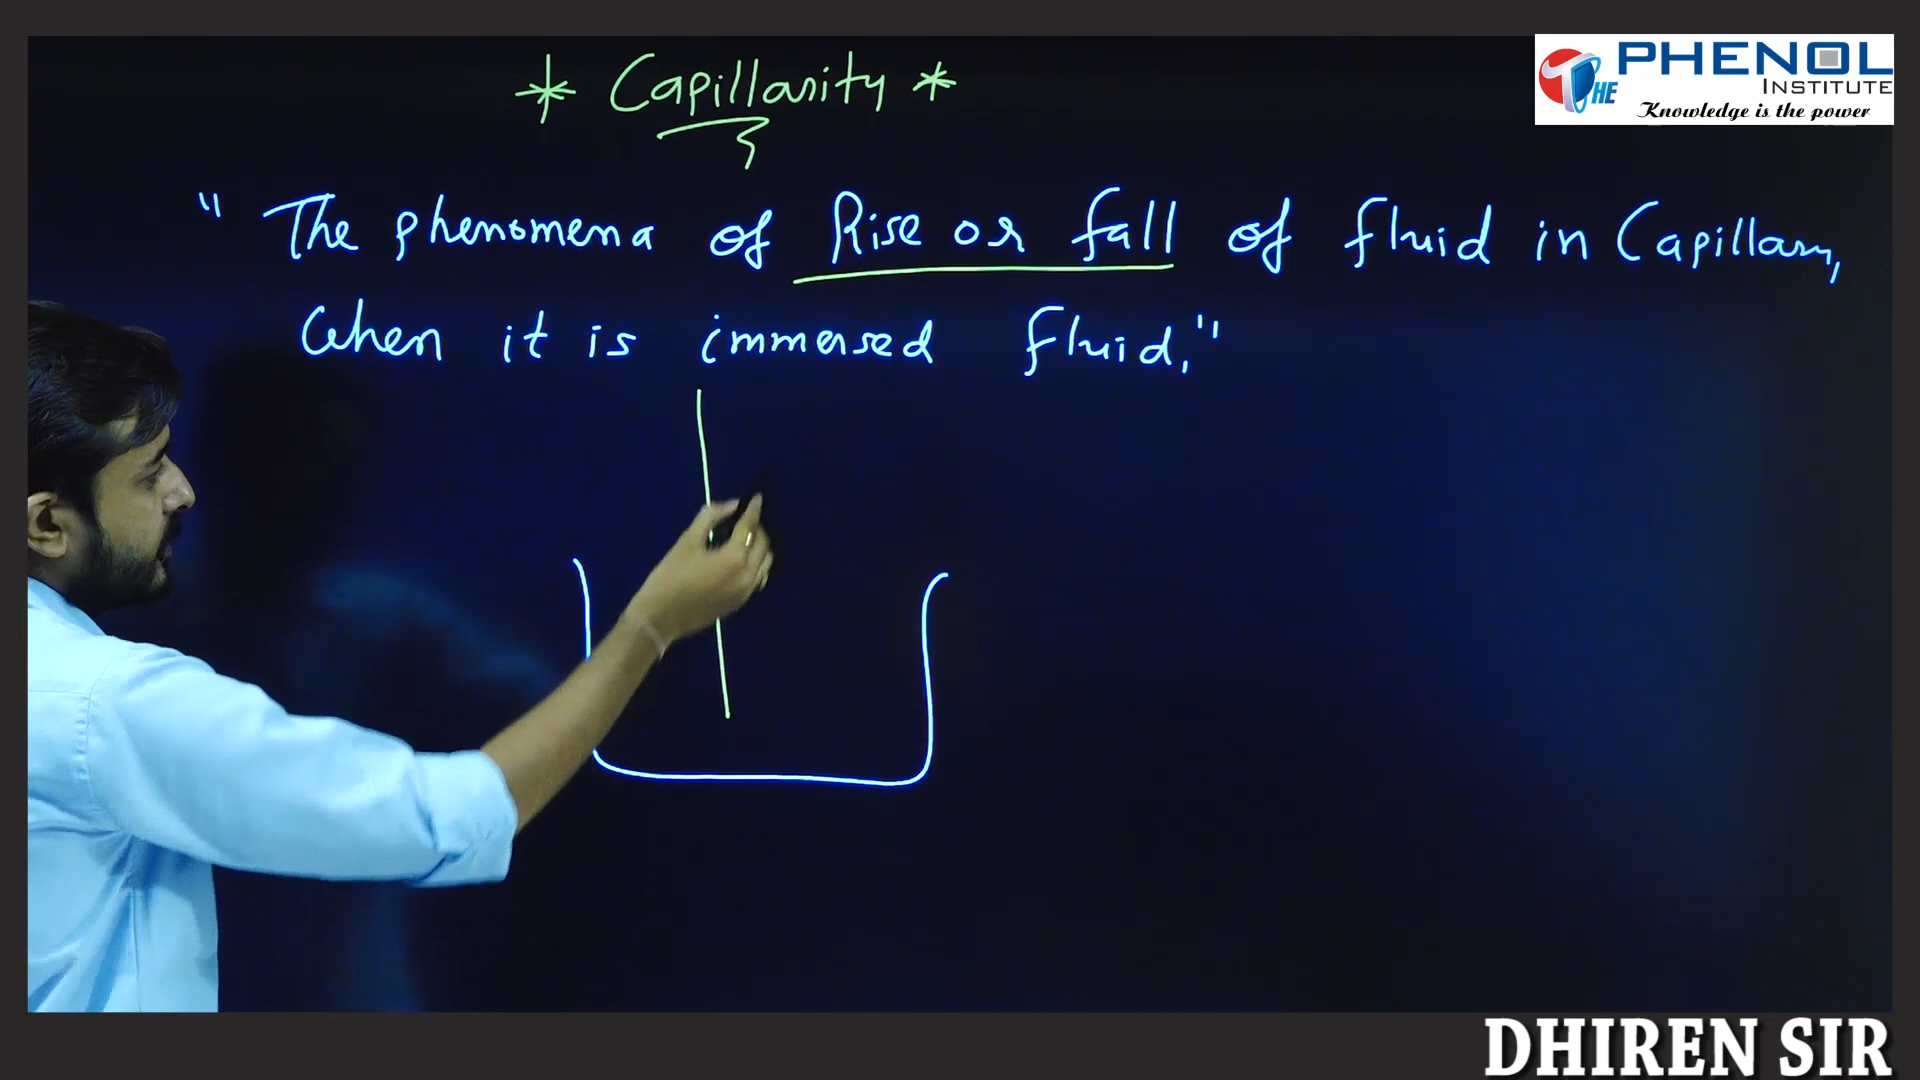 * Capillarity *
THE PHENOL
INSTITUTE
Knowledge is the power
" The phenomena of Rise or fall of fluid in Capillary,
When it is immersed fluid."
DHIREN SIR